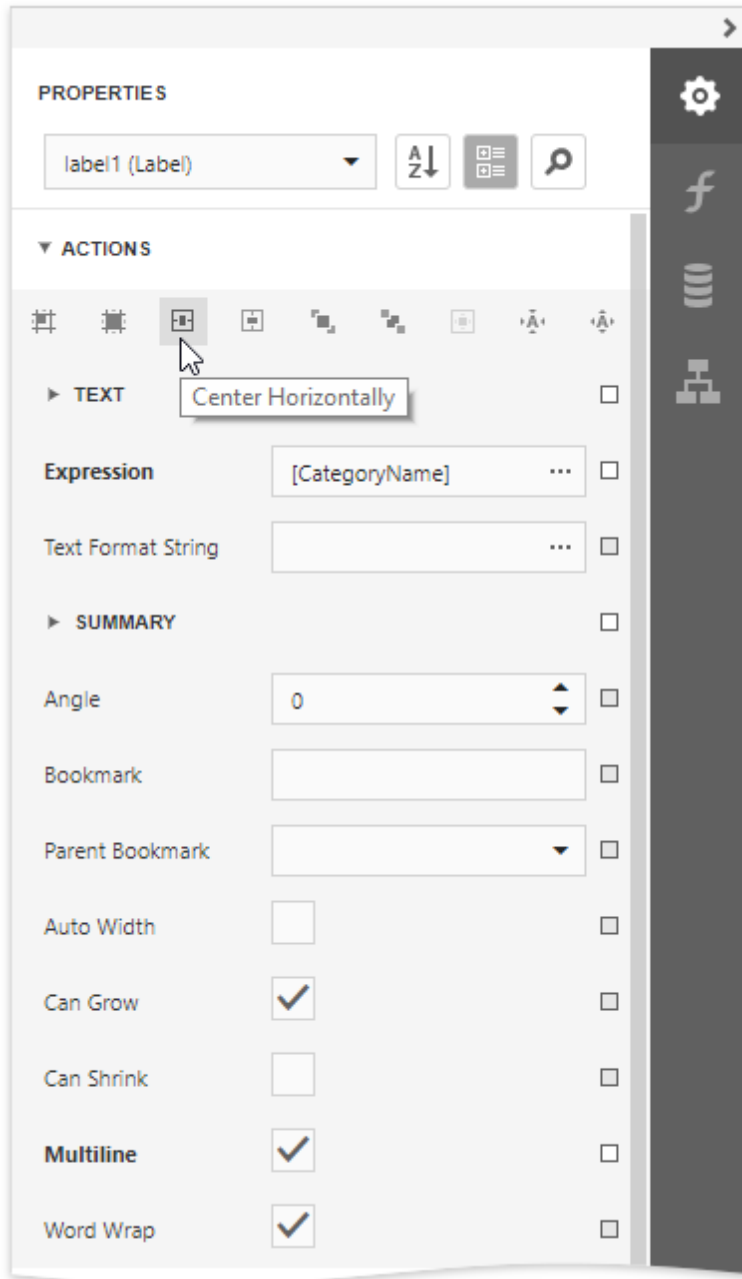 PROPERTIES
label1 (Label)
ACTIONS
Center Horizontally
TEXT
Expression [CategoryName] ...
Text Format String ...
SUMMARY
Angle 0
Bookmark
Parent Bookmark
Auto Width
Can Grow
Can Shrink
Multiline
Word Wrap